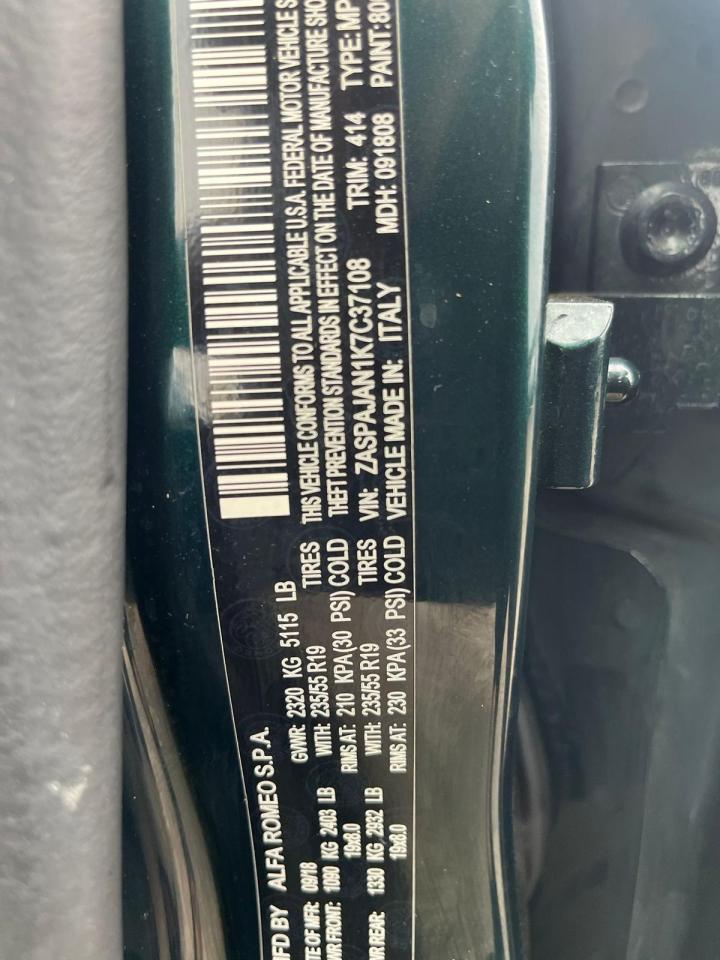 MFD BY ALFA ROMEO S.P.A.
DATE OF MFR: 09/18 GVWR: 2320 KG 5115 LB
GAWR FRONT: 1090 KG 2403 LB WITH: 235/55 R19 TIRES
19x8.0 RIMS AT: 210 KPA(30 PSI) COLD
GAWR REAR: 1330 KG 2932 LB WITH: 235/55 R19 TIRES
19x8.0 RIMS AT: 230 KPA(33 PSI) COLD
THIS VEHICLE CONFORMS TO ALL APPLICABLE U.S.A. FEDERAL MOTOR VEHICLE
THEFT PREVENTION STANDARDS IN EFFECT ON THE DATE OF MANUFACTURE
VIN: ZASPAJAN1K7C37108 TRIM: 414 TYPE:
VEHICLE MADE IN: ITALY MDH: 091808 PAINT: